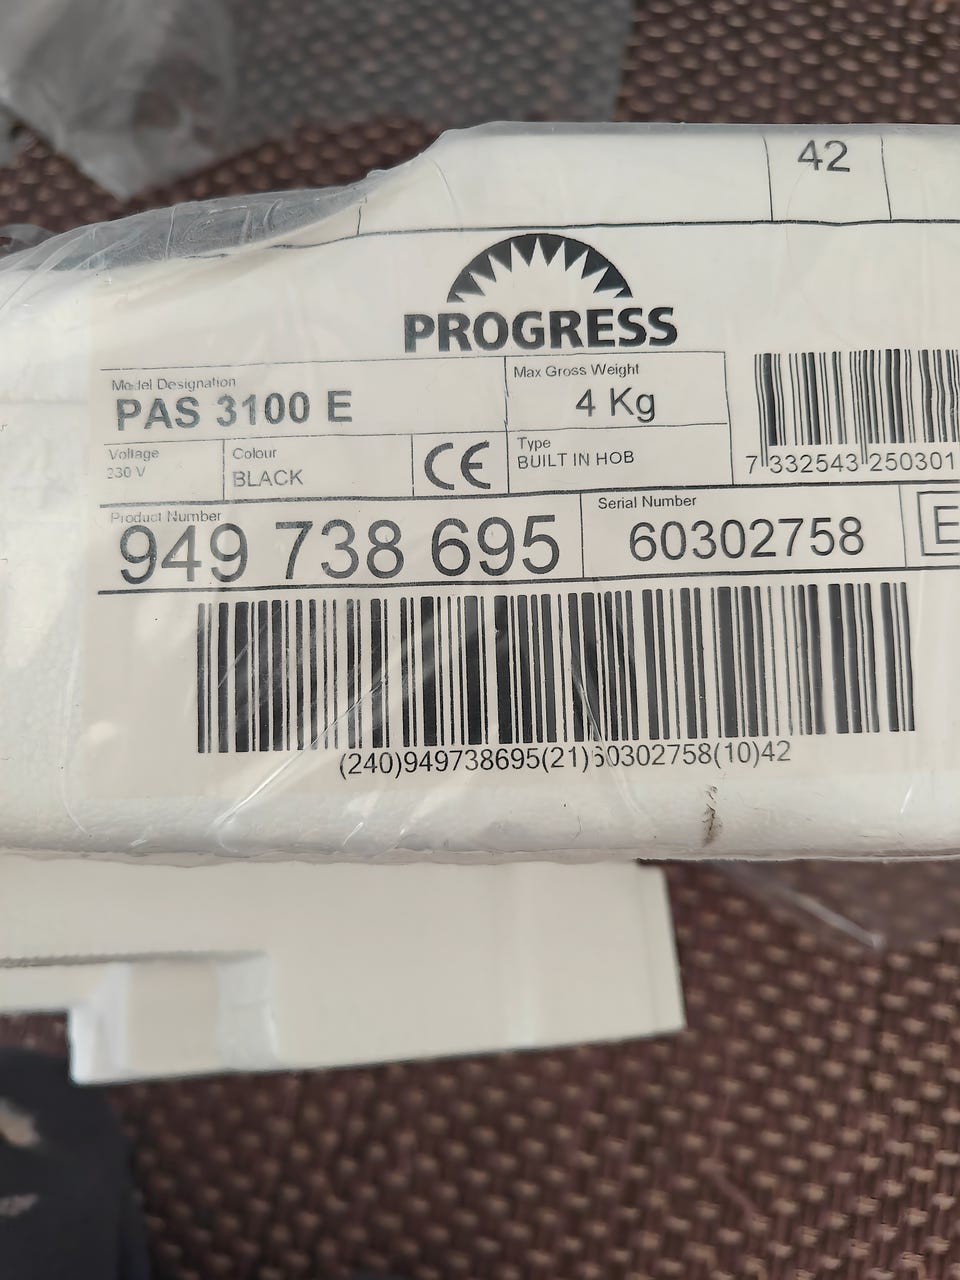 42
PROGRESS
Model Designation
PAS 3100 E
Max Gross Weight
4 Kg
Voltage
230 V
Colour
BLACK
CE
Type
BUILT IN HOB
7 332543 250301
Product Number
949 738 695
Serial Number
60302758
E
(240)949738695(21)60302758(10)42